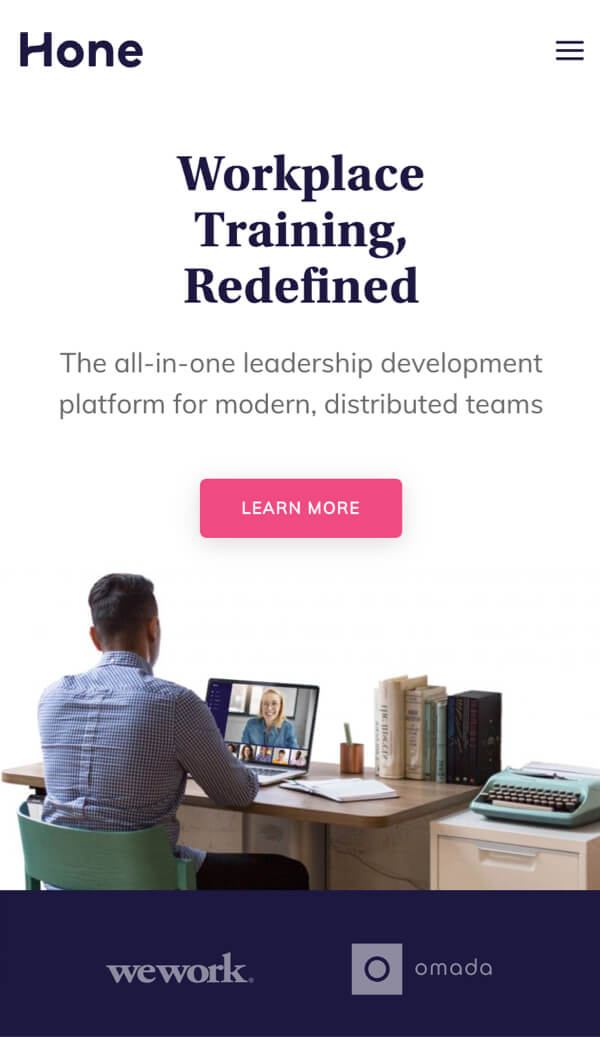 Hone
Workplace
Training,
Redefined
The all-in-one leadership development
platform for modern, distributed teams
LEARN MORE
wework
omada